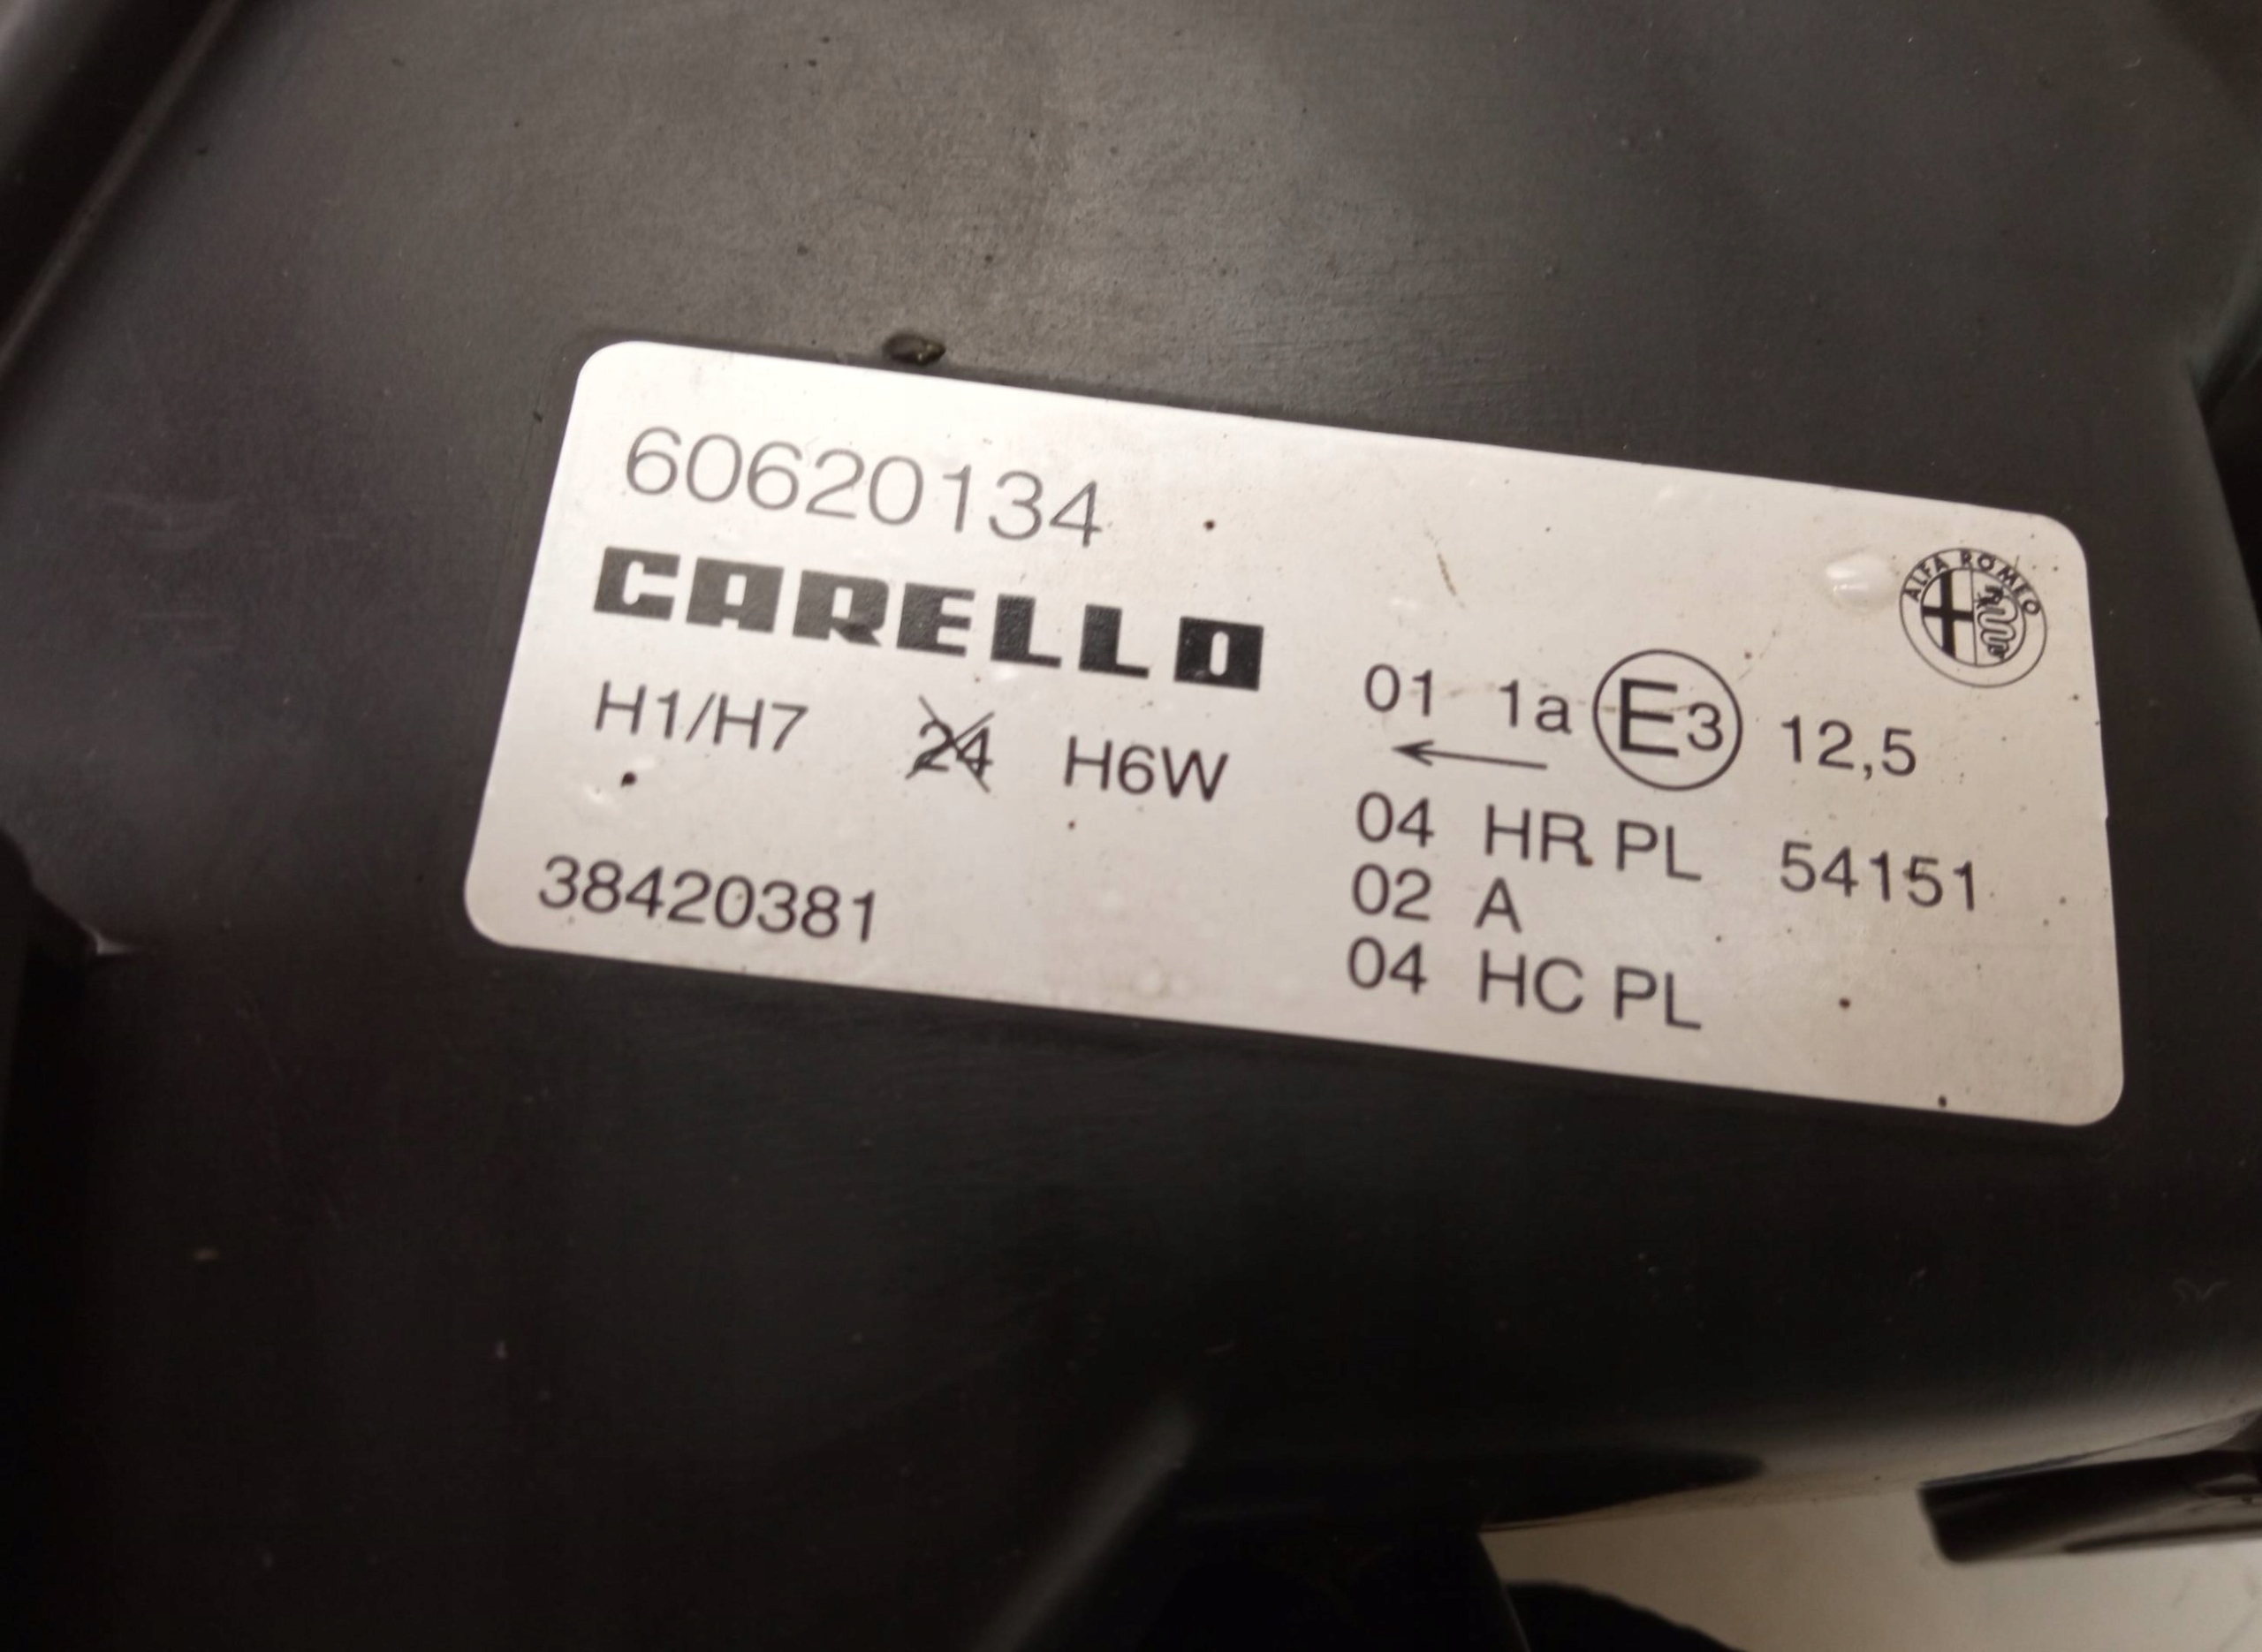 60620134
CARELLO
H1/H7 24 H6W
38420381
ALFA ROMEO
01 1a E3 12,5
04 HR PL 54151
02 A
04 HC PL